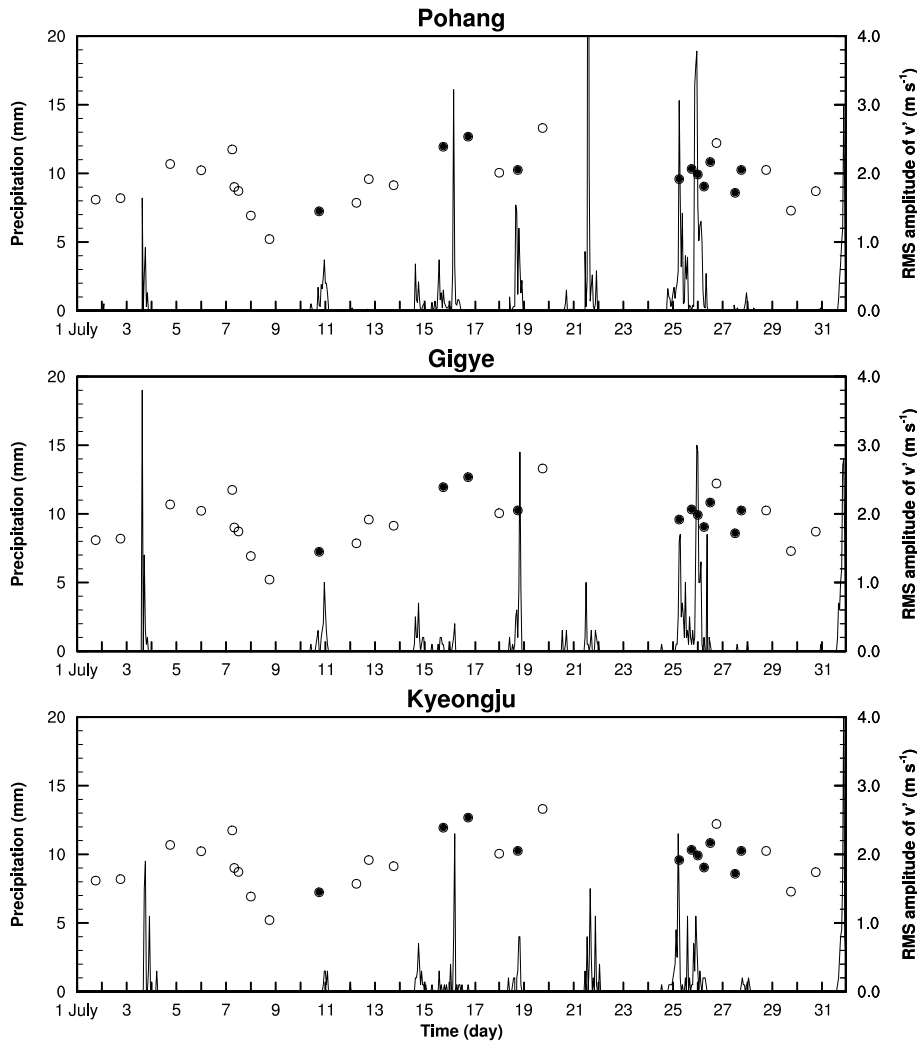 Pohang
20
15
10
5
0
4.0
3.0
2.0
1.0
0.0
Precipitation (mm)
RMS amplitude of v' (m s-1)
1 July 3 5 7 9 11 13 15 17 19 21 23 25 27 29 31
Gigye
20
15
10
5
0
4.0
3.0
2.0
1.0
0.0
Precipitation (mm)
RMS amplitude of v' (m s-1)
1 July 3 5 7 9 11 13 15 17 19 21 23 25 27 29 31
Kyeongju
20
15
10
5
0
4.0
3.0
2.0
1.0
0.0
Precipitation (mm)
RMS amplitude of v' (m s-1)
1 July 3 5 7 9 11 13 15 17 19 21 23 25 27 29 31
Time (day)